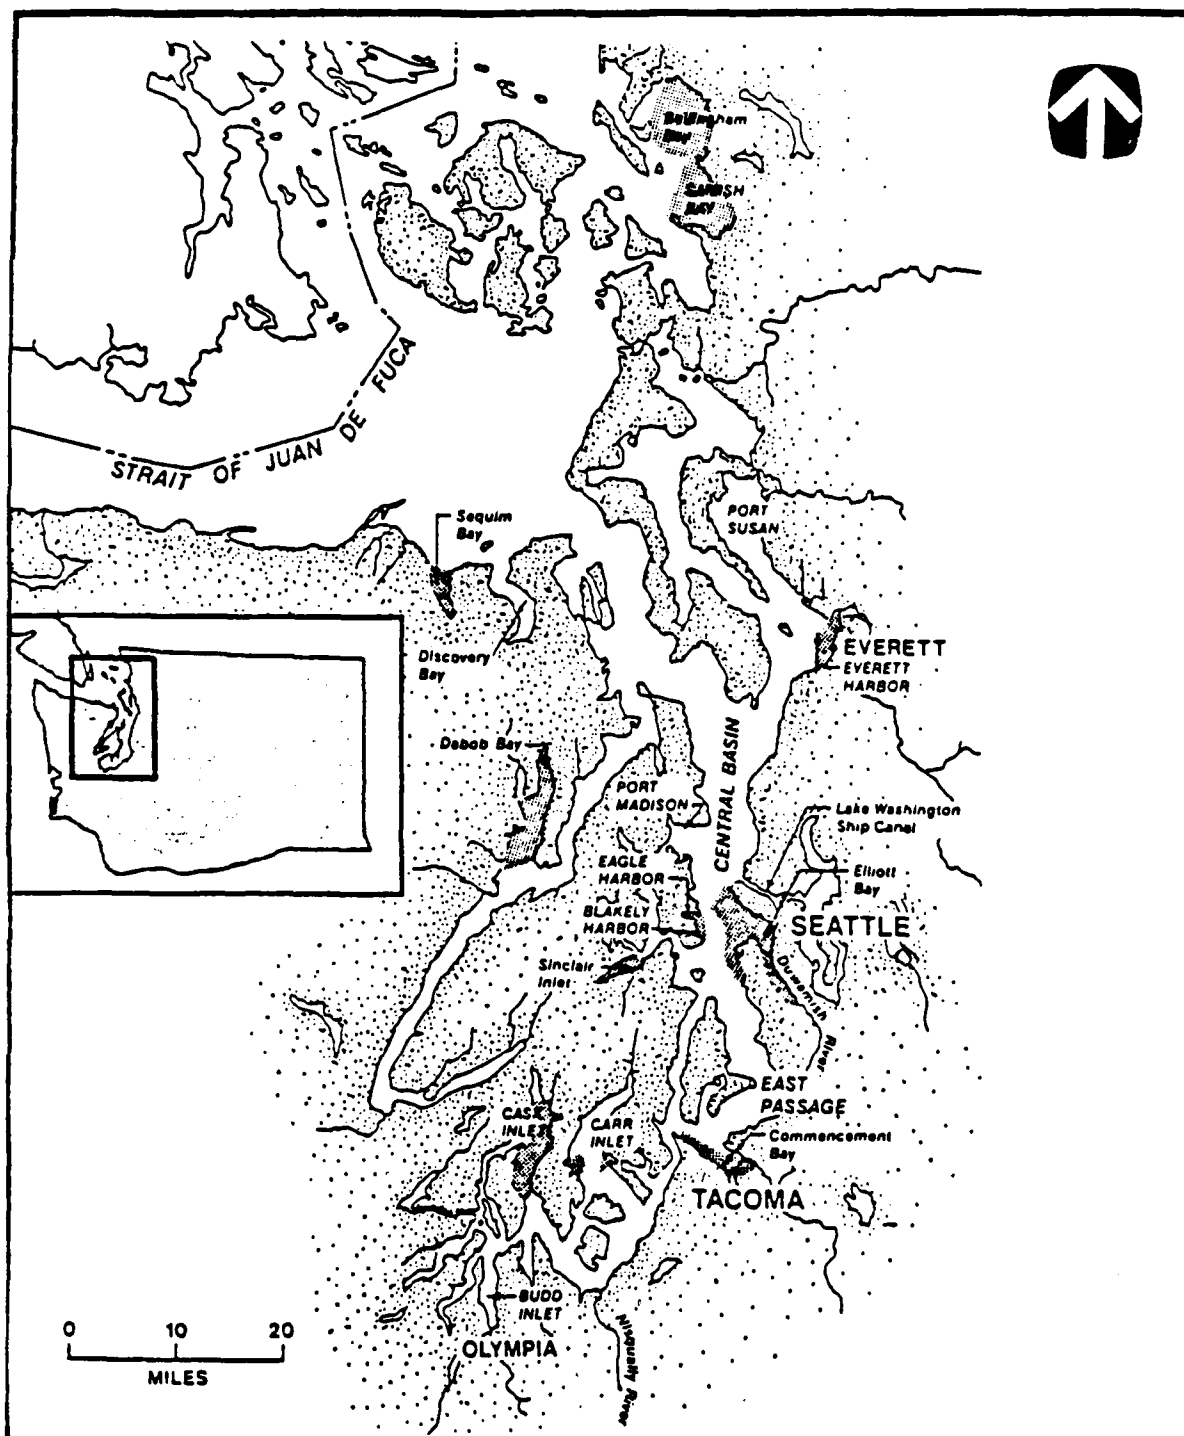 Bellingham
Bay
SAMISH
BAY
STRAIT OF JUAN DE FUCA
Sequim
Bay
PORT
SUSAN
Discovery
Bay
EVERETT
EVERETT
HARBOR
Dabob Bay
CENTRAL BASIN
PORT
MADISON
Lake Washington
Ship Canal
EAGLE
HARBOR
Elliott
Bay
BLAKELY
HARBOR
SEATTLE
Sinclair
Inlet
Duwamish River
EAST
PASSAGE
CASE
INLET
CARR
INLET
Commencement
Bay
TACOMA
BUDD
INLET
OLYMPIA
Nisqually River
0 10 20
MILES